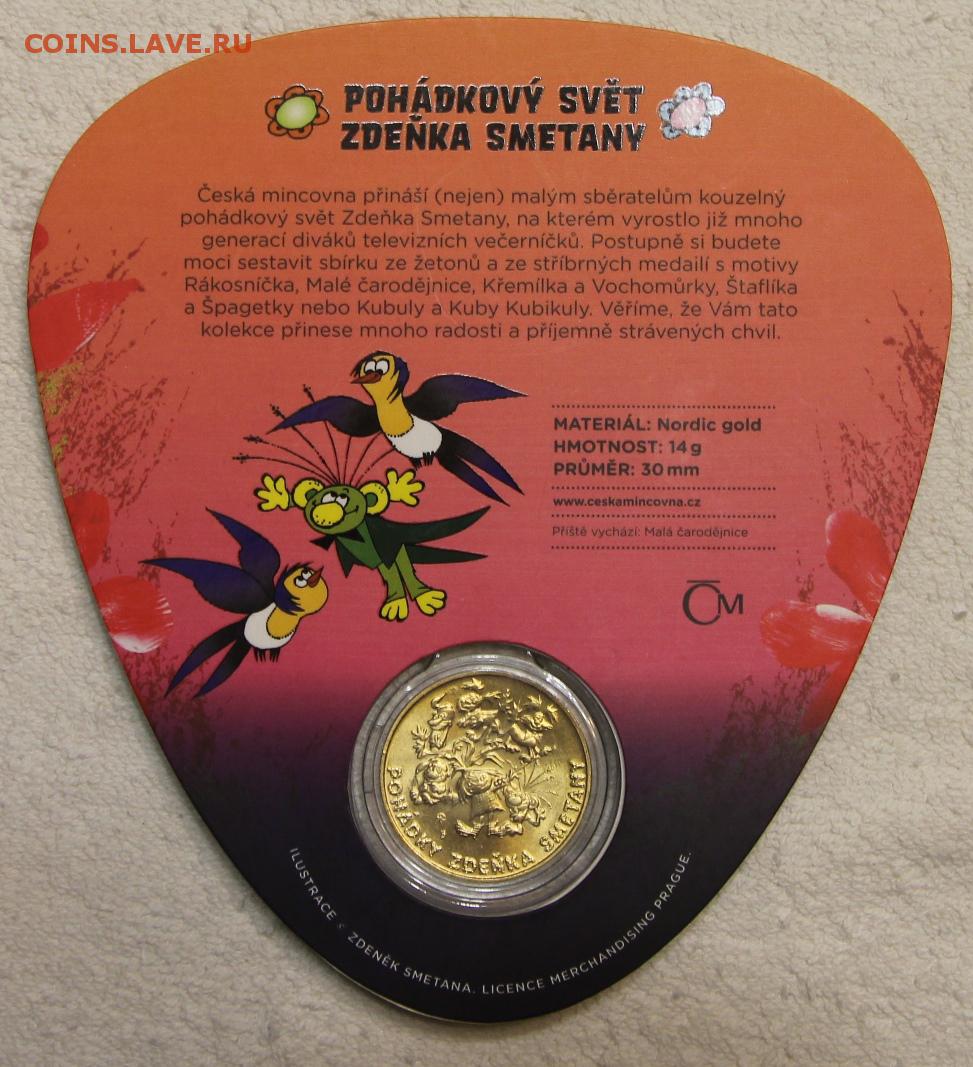 COINS.LAVE.RU
POHÁDKOVÝ SVĚT
ZDEŇKA SMETANY
Česká mincovna přináší (nejen) malým sběratelům kouzelný
pohádkový svět Zdeňka Smetany, na kterém vyrostlo již mnoho
generací diváků televizních večerníčků. Postupně si budete
moci sestavit sbírku ze žetonů a ze stříbrných medailí s motivy
Rákosníčka, Malé čarodějnice, Křemílka a Vochomůrky, Štaflíka
a Špagetky nebo Kubuly a Kuby Kubikuly. Věříme, že Vám tato
kolekce přinese mnoho radosti a příjemně strávených chvil.
MATERIÁL: Nordic gold
HMOTNOST: 14 g
PRŮMĚR: 30 mm
www.ceskamincovna.cz
Příště vychází: Malá čarodějnice
ČM
POHÁDKY ZDEŇKA SMETANY
ILUSTRACE © ZDENĚK SMETANA. LICENCE MERCHANDISING PRAGUE.